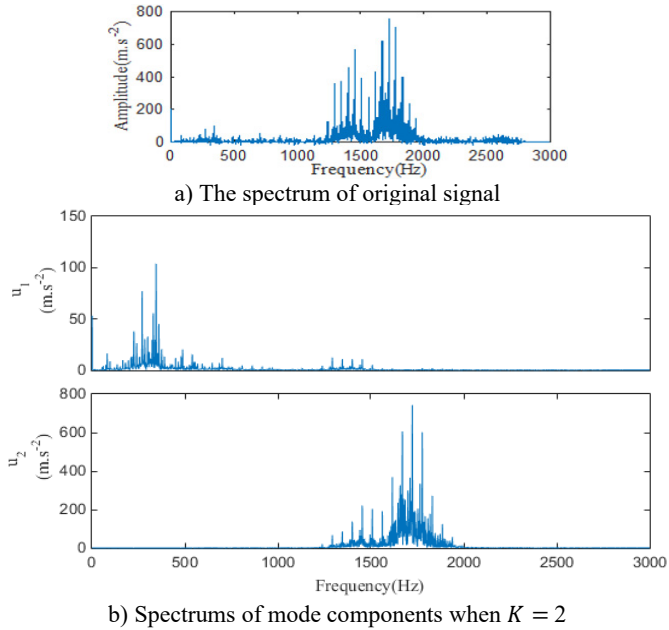 800
600
400
200
0
Amplitude(m.s-2)
0 500 1000 1500 2000 2500 3000
Frequency(Hz)
a) The spectrum of original signal
150
100
50
0
u1
(m.s-2)
800
600
400
200
0
u2
(m.s-2)
0 500 1000 1500 2000 2500 3000
Frequency(Hz)
b) Spectrums of mode components when K = 2